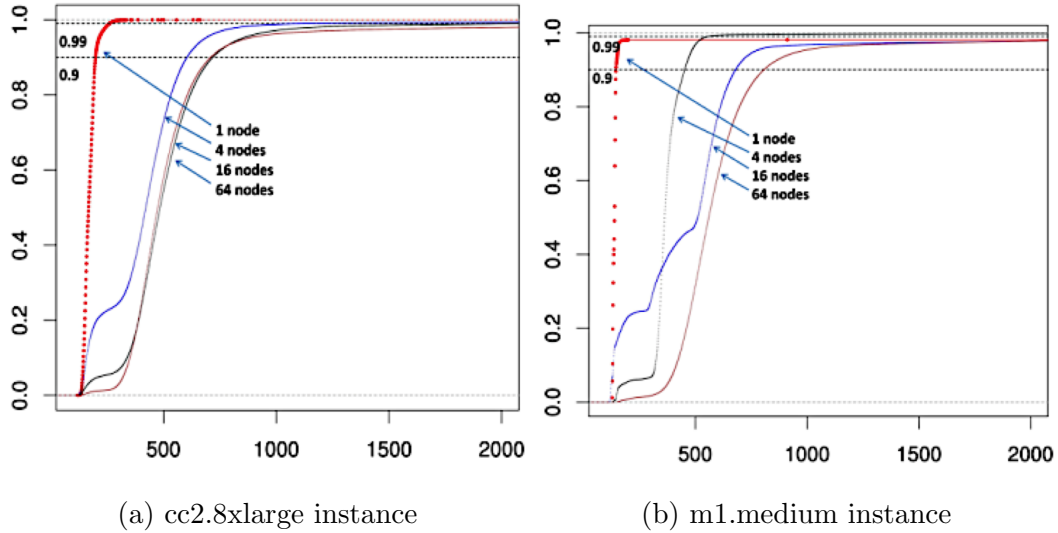 1.0
0.99
0.9
0.8
0.6
0.4
0.2
0.0
1 node
4 nodes
16 nodes
64 nodes
500
1000
1500
2000
(a) cc2.8xlarge instance
1.0
0.99
0.9
0.8
0.6
0.4
0.2
0.0
1 node
4 nodes
16 nodes
64 nodes
500
1000
1500
2000
(b) m1.medium instance